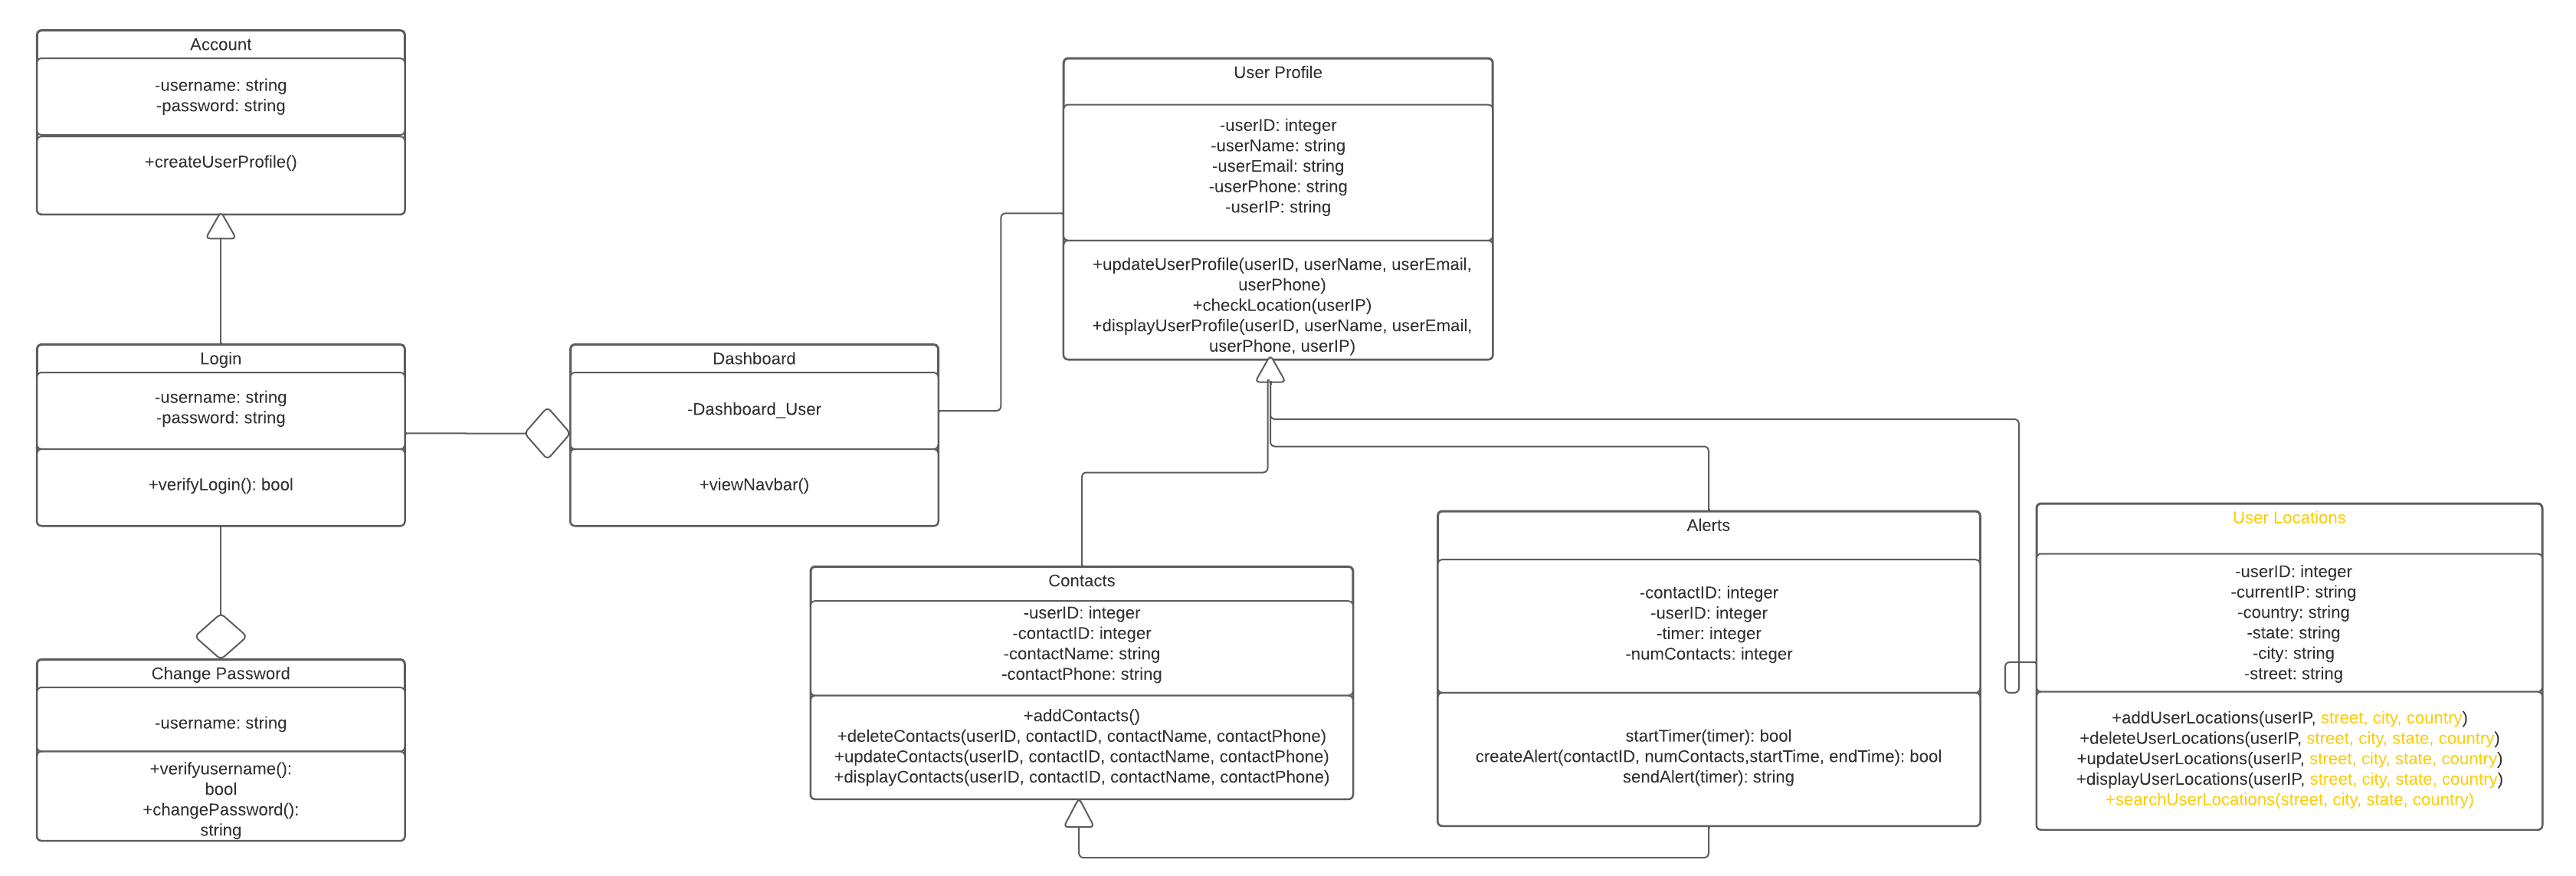 Account
-username: string
-password: string
+createUserProfile()
Login
-username: string
-password: string
+verifyLogin(): bool
Change Password
-username: string
+verifyusername():
bool
+changePassword():
string
Dashboard
-Dashboard_User
+viewNavbar()
User Profile
-userID: integer
-userName: string
-userEmail: string
-userPhone: string
-userIP: string
+updateUserProfile(userID, userName, userEmail,
userPhone)
+checkLocation(userIP)
+displayUserProfile(userID, userName, userEmail,
userPhone, userIP)
Contacts
-userID: integer
-contactID: integer
-contactName: string
-contactPhone: string
+addContacts()
+deleteContacts(userID, contactID, contactName, contactPhone)
+updateContacts(userID, contactID, contactName, contactPhone)
+displayContacts(userID, contactID, contactName, contactPhone)
Alerts
-contactID: integer
-userID: integer
-timer: integer
-numContacts: integer
startTimer(timer): bool
createAlert(contactID, numContacts,startTime, endTime): bool
sendAlert(timer): string
User Locations
-userID: integer
-currentIP: string
-country: string
-state: string
-city: string
-street: string
+addUserLocations(userIP, street, city, country)
+deleteUserLocations(userIP, street, city, state, country)
+updateUserLocations(userIP, street, city, state, country)
+displayUserLocations(userIP, street, city, state, country)
+searchUserLocations(street, city, state, country)